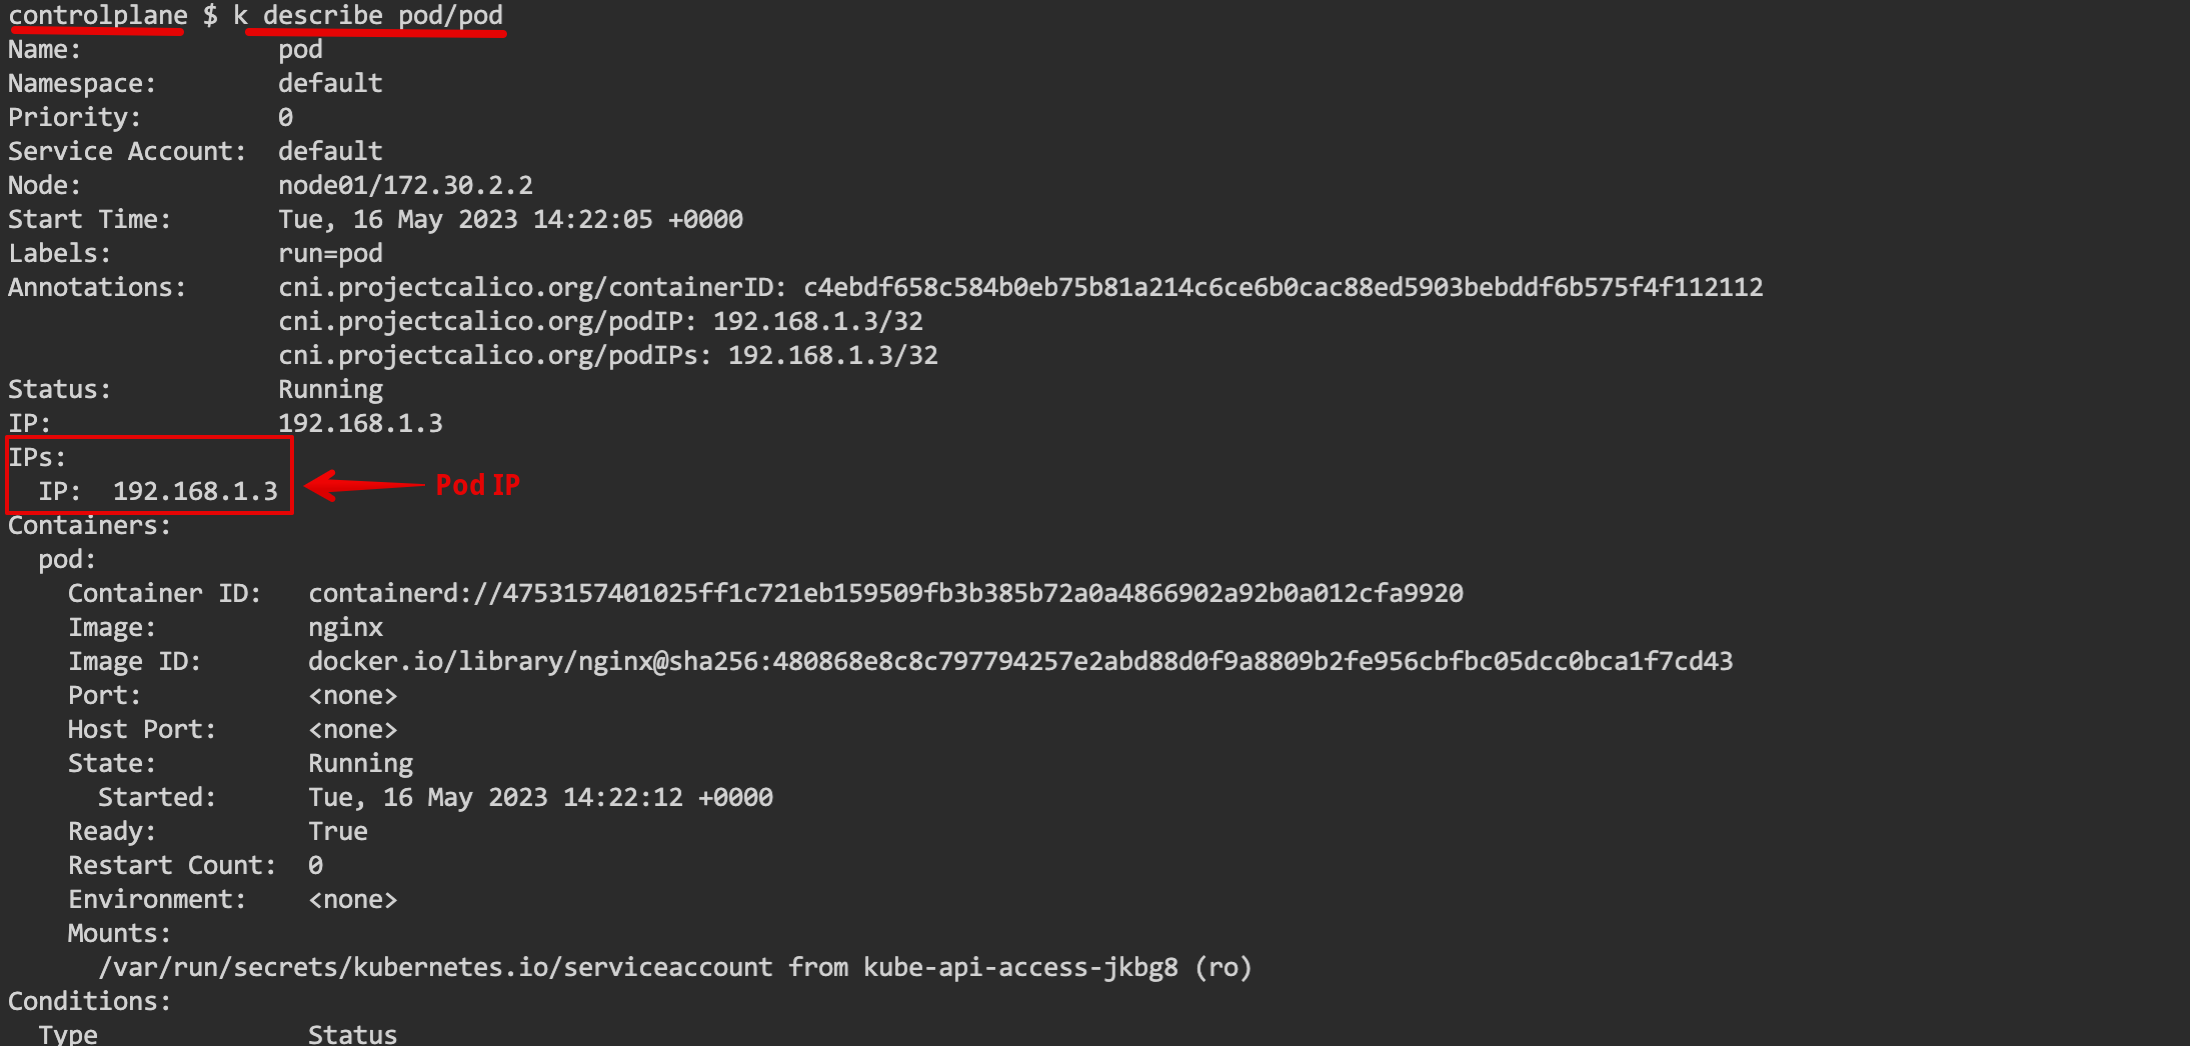 controlplane $ k describe pod/pod
Name:             pod
Namespace:        default
Priority:         0
Service Account:  default
Node:             node01/172.30.2.2
Start Time:       Tue, 16 May 2023 14:22:05 +0000
Labels:           run=pod
Annotations:      cni.projectcalico.org/containerID: c4ebdf658c584b0eb75b81a214c6ce6b0cac88ed5903bebddf6b575f4f112112
                  cni.projectcalico.org/podIP: 192.168.1.3/32
                  cni.projectcalico.org/podIPs: 192.168.1.3/32
Status:           Running
IP:               192.168.1.3
IPs:
  IP:  192.168.1.3 Pod IP
Containers:
  pod:
    Container ID:   containerd://4753157401025ff1c721eb159509fb3b385b72a0a4866902a92b0a012cfa9920
    Image:          nginx
    Image ID:       docker.io/library/nginx@sha256:480868e8c8c797794257e2abd88d0f9a8809b2fe956cbfbc05dcc0bca1f7cd43
    Port:           <none>
    Host Port:      <none>
    State:          Running
      Started:      Tue, 16 May 2023 14:22:12 +0000
    Ready:          True
    Restart Count:  0
    Environment:    <none>
    Mounts:
      /var/run/secrets/kubernetes.io/serviceaccount from kube-api-access-jkbg8 (ro)
Conditions:
  Type              Status